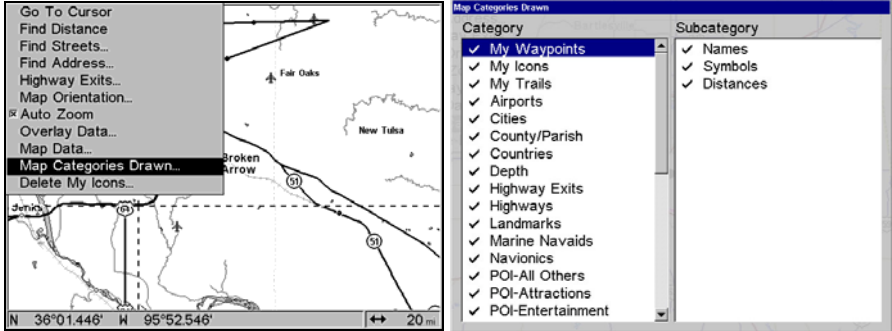 Go To Cursor
Find Distance
Find Streets...
Find Address...
Highway Exits...
Map Orientation...
Auto Zoom
Overlay Data...
Map Data...
Map Categories Drawn...
Delete My Icons...
Fair Oaks
New Tulsa
Broken
Arrow
51
Jenks
64
51
N 36°01.446' W 95°52.546' 20 mi
Map Categories Drawn
Category
My Waypoints
My Icons
My Trails
Airports
Cities
County/Parish
Countries
Depth
Highway Exits
Highways
Landmarks
Marine Navaids
Navionics
POI-All Others
POI-Attractions
POI-Entertainment
Subcategory
Names
Symbols
Distances